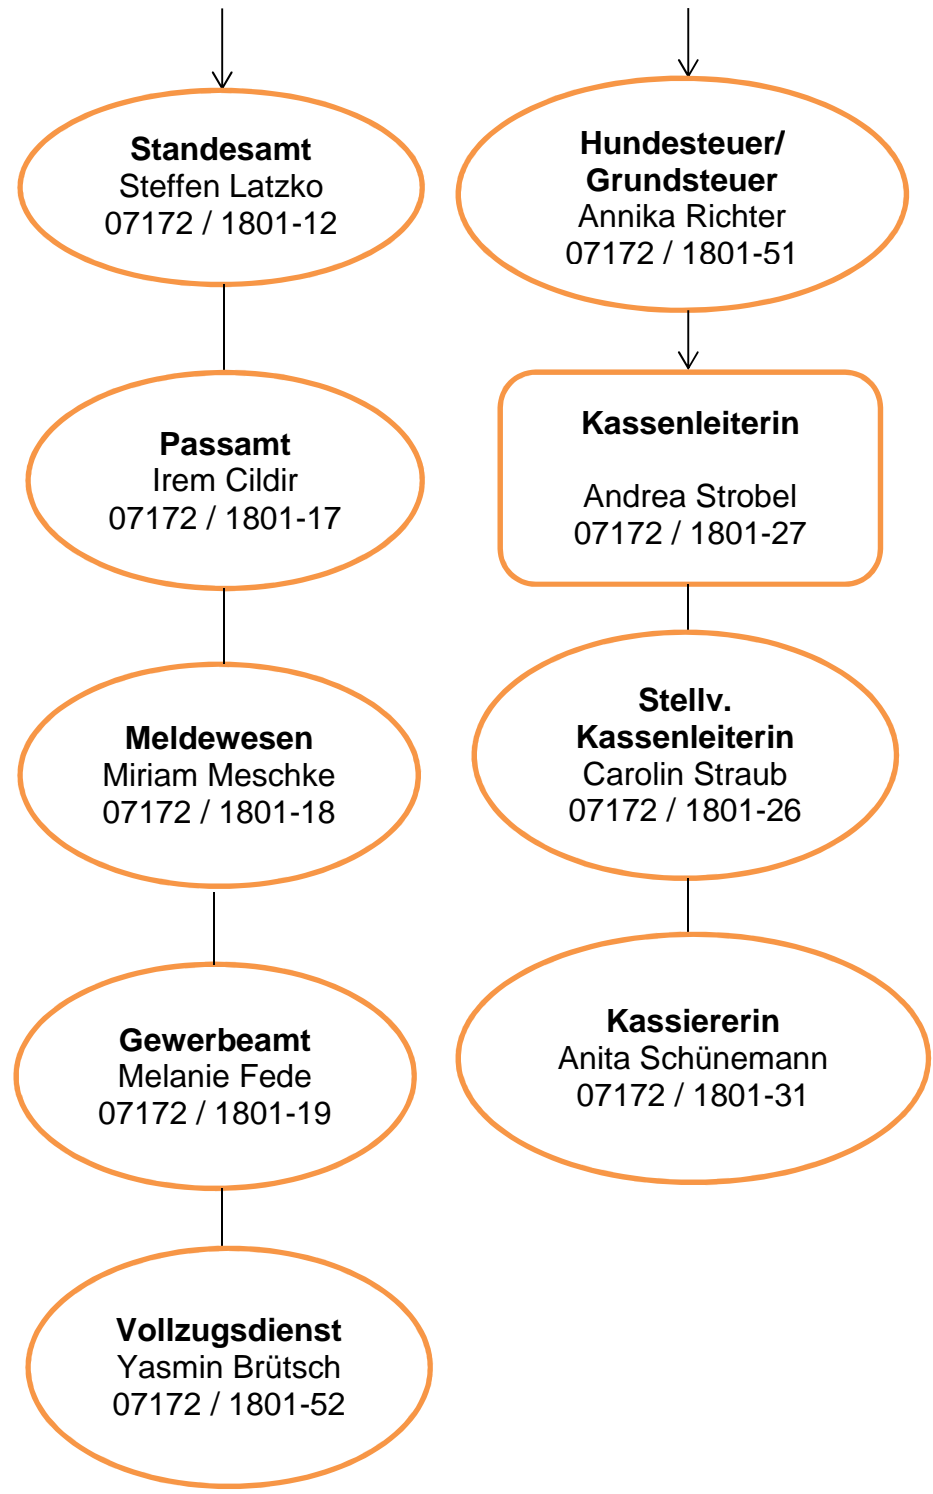 Standesamt
Steffen Latzko
07172 / 1801-12
Passamt
Irem Cildir
07172 / 1801-17
Meldewesen
Miriam Meschke
07172 / 1801-18
Gewerbeamt
Melanie Fede
07172 / 1801-19
Vollzugsdienst
Yasmin Brütsch
07172 / 1801-52
Hundesteuer/
Grundsteuer
Annika Richter
07172 / 1801-51
Kassenleiterin
Andrea Strobel
07172 / 1801-27
Stellv.
Kassenleiterin
Carolin Straub
07172 / 1801-26
Kassiererin
Anita Schünemann
07172 / 1801-31